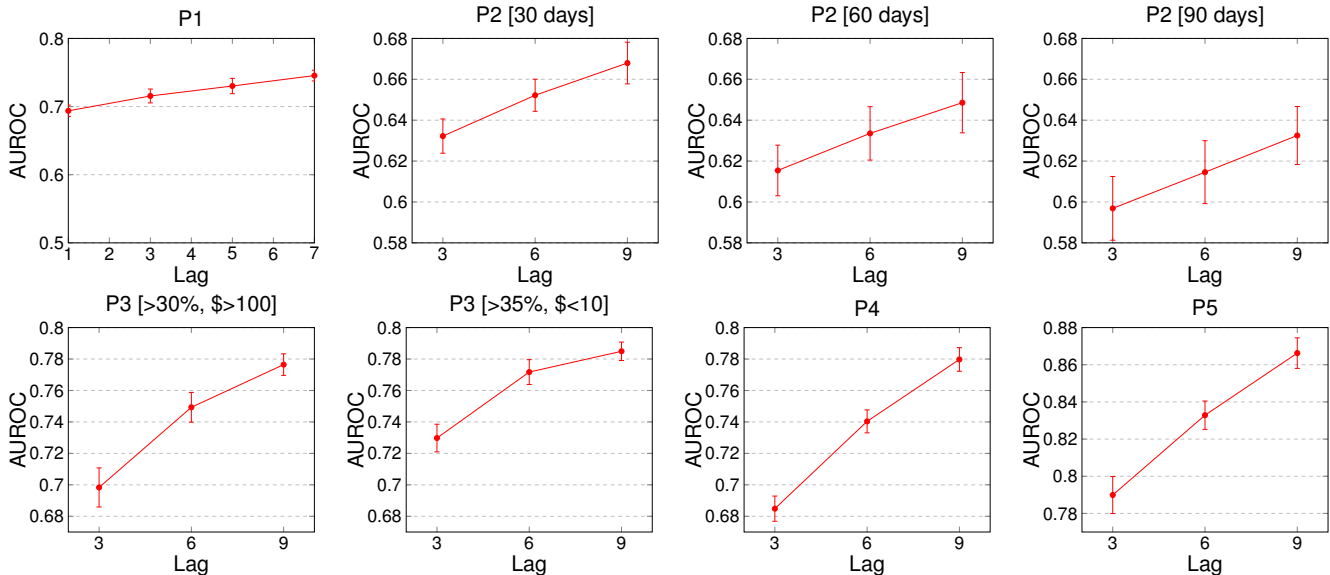 P1
0.8
0.7
0.6
0.5
AUROC
1 2 3 4 5 6 7
Lag
P2 [30 days]
0.68
0.66
0.64
0.62
0.6
0.58
AUROC
3 6 9
Lag
P2 [60 days]
0.68
0.66
0.64
0.62
0.6
0.58
AUROC
3 6 9
Lag
P2 [90 days]
0.68
0.66
0.64
0.62
0.6
0.58
AUROC
3 6 9
Lag
P3 [>30%, $>100]
0.8
0.78
0.76
0.74
0.72
0.7
0.68
AUROC
3 6 9
Lag
P3 [>35%, $<10]
0.8
0.78
0.76
0.74
0.72
0.7
0.68
AUROC
3 6 9
Lag
P4
0.8
0.78
0.76
0.74
0.72
0.7
0.68
AUROC
3 6 9
Lag
P5
0.88
0.86
0.84
0.82
0.8
0.78
AUROC
3 6 9
Lag